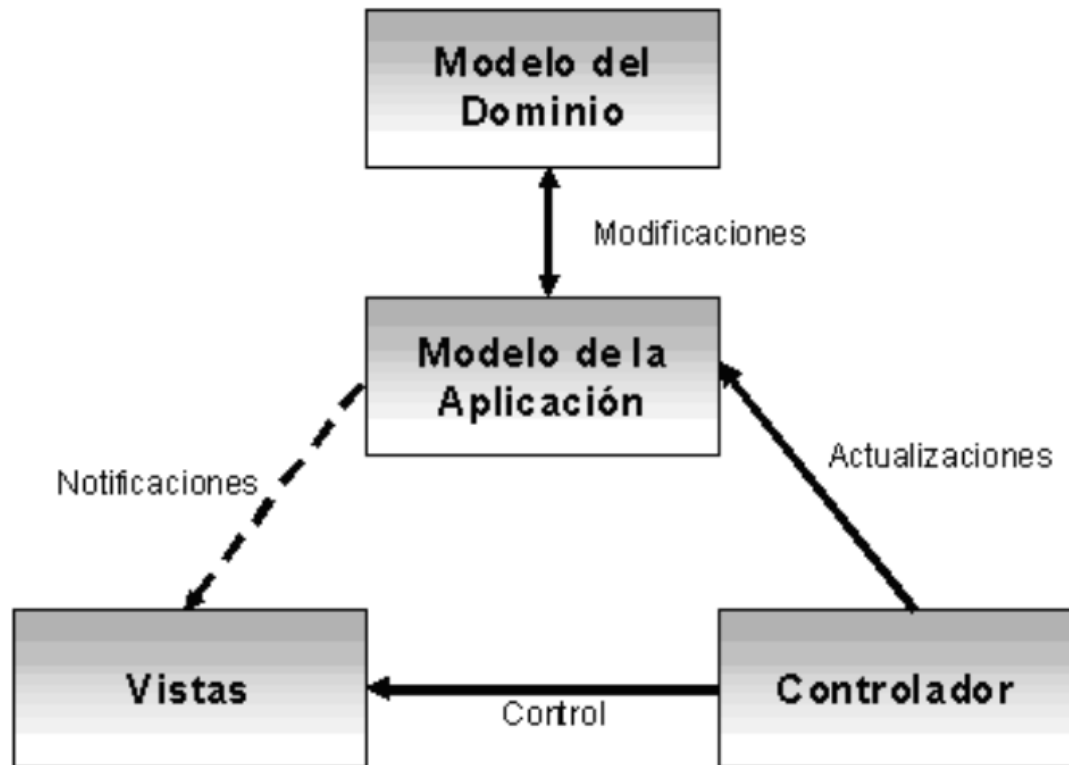 Modelo del
Dominio
Modificaciones
Modelo de la
Aplicación
Notificaciones
Actualizaciones
Vistas
Control
Controlador